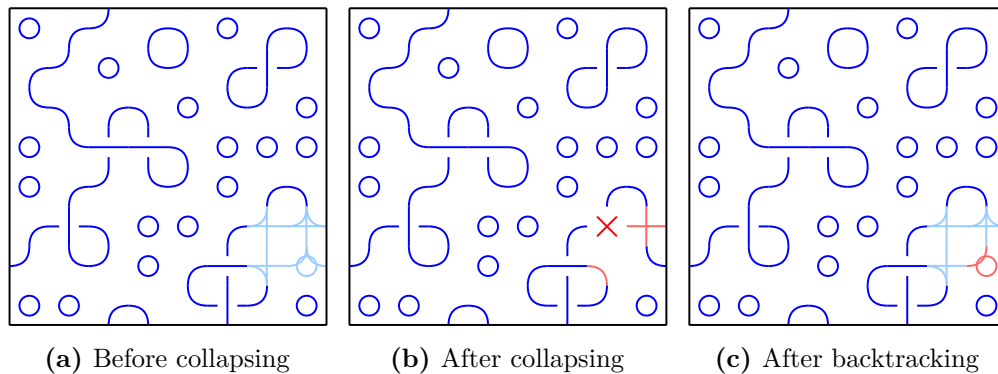 (a) Before collapsing
(b) After collapsing
(c) After backtracking